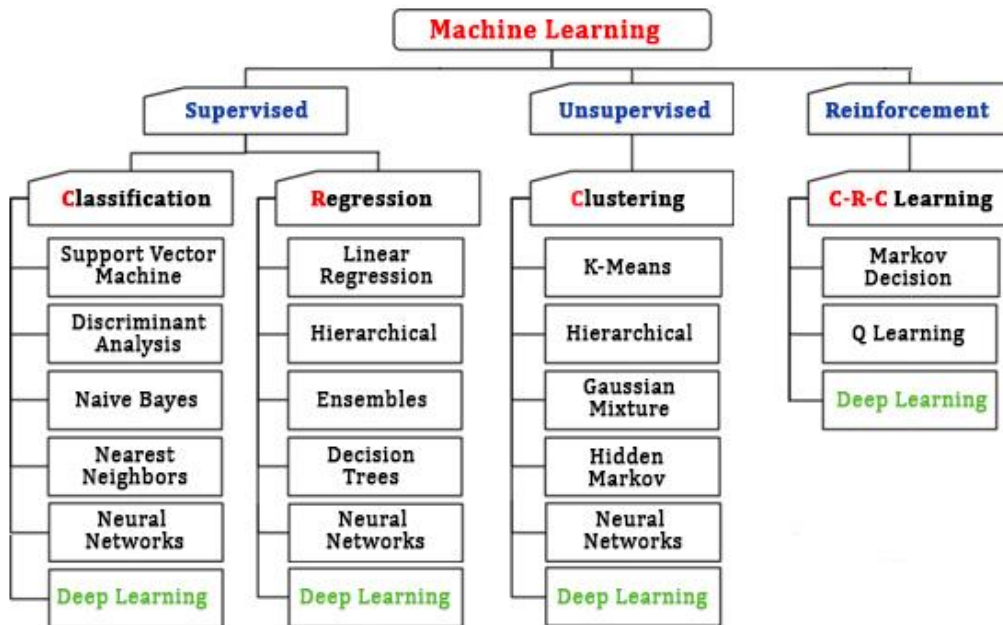 Machine Learning
Supervised
Unsupervised
Reinforcement
Classification
Regression
Clustering
C-R-C Learning
Support Vector
Machine
Discriminant
Analysis
Naive Bayes
Nearest
Neighbors
Neural
Networks
Deep Learning
Linear
Regression
Hierarchical
Ensembles
Decision
Trees
Neural
Networks
Deep Learning
K-Means
Hierarchical
Gaussian
Mixture
Hidden
Markov
Neural
Networks
Deep Learning
Markov
Decision
Q Learning
Deep Learning